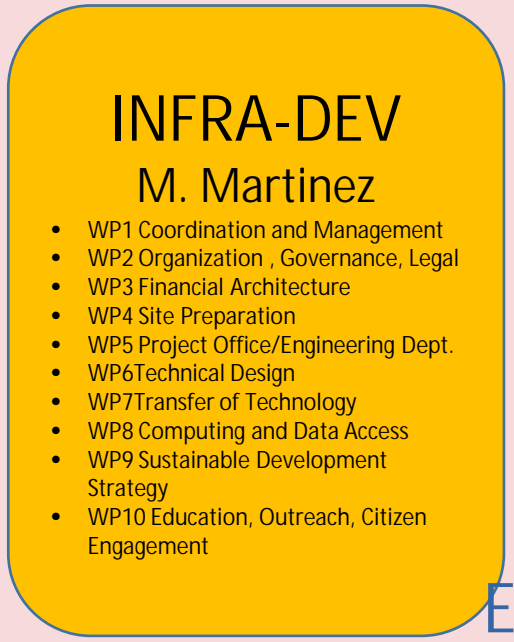 INFRA-DEV
M. Martinez
• WP1 Coordination and Management
• WP2 Organization , Governance, Legal
• WP3 Financial Architecture
• WP4 Site Preparation
• WP5 Project Office/Engineering Dept.
• WP6Technical Design
• WP7Transfer of Technology
• WP8 Computing and Data Access
• WP9 Sustainable Development
Strategy
• WP10 Education, Outreach, Citizen
Engagement
E